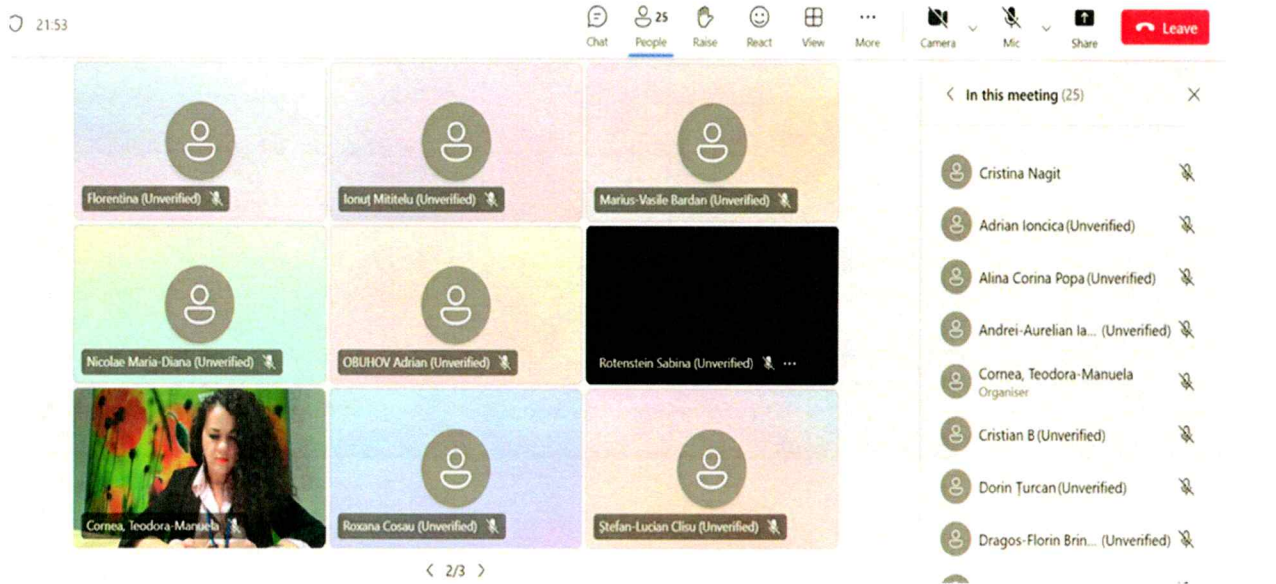 21:53
25
Chat People Raise React View More Camera Mic Share Leave
Florentina (Unverified)
Ionuț Mititelu (Unverified)
Marius-Vasile Bardan (Unverified)
Nicolae Maria-Diana (Unverified)
OBUHOV Adrian (Unverified)
Rotenstein Sabina (Unverified)
Cornea, Teodora-Manuela
Roxana Cosau (Unverified)
Ștefan-Lucian Clisu (Unverified)
2/3
In this meeting (25)
Cristina Nagit
Adrian Ioncica (Unverified)
Alina Corina Popa (Unverified)
Andrei-Aurelian Ia... (Unverified)
Cornea, Teodora-Manuela
Organiser
Cristian B (Unverified)
Dorin Țurcan (Unverified)
Dragos-Florin Brin... (Unverified)